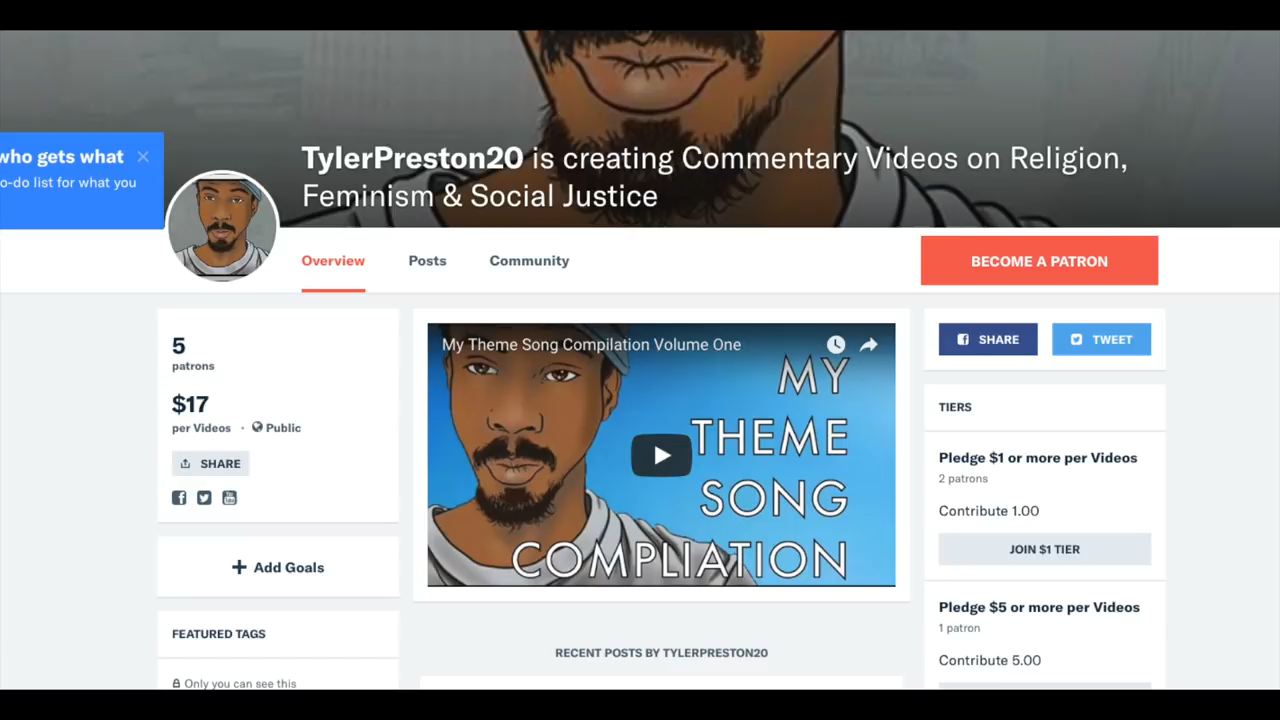 who gets what
o-do list for what you
TylerPreston20 is creating Commentary Videos on Religion,
Feminism & Social Justice
Overview
Posts
Community
BECOME A PATRON
5
patrons
$17
per Videos · Public
SHARE
+ Add Goals
FEATURED TAGS
Only you can see this
My Theme Song Compilation Volume One
MY
THEME
SONG
COMPLIATION
RECENT POSTS BY TYLERPRESTON20
SHARE
TWEET
TIERS
Pledge $1 or more per Videos
2 patrons
Contribute 1.00
JOIN $1 TIER
Pledge $5 or more per Videos
1 patron
Contribute 5.00